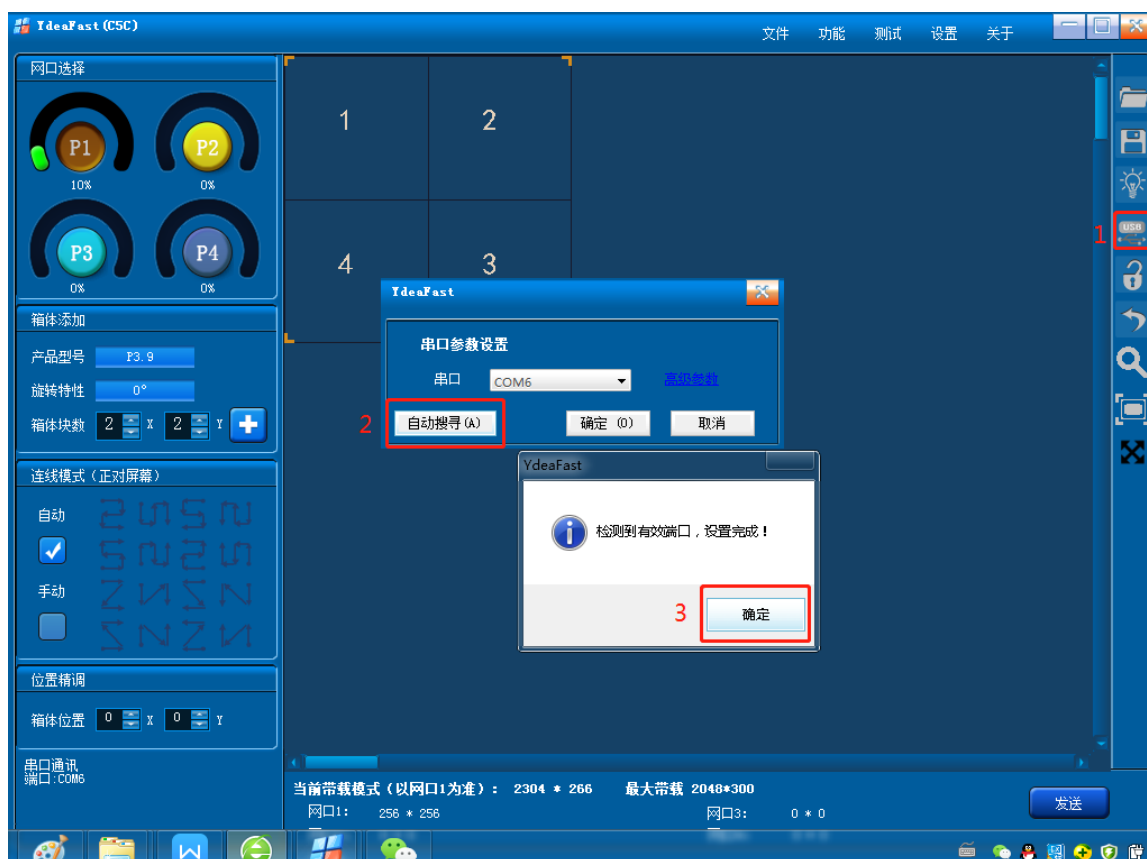 YdeaFast(C5C)
文件 功能 测试 设置 关于
网口选择
P1 P2
10% 0%
P3 P4
0% 0%
箱体添加
产品型号 P3.9
旋转特性 0°
箱体块数 2 X 2 Y
连线模式（正对屏幕）
自动
手动
位置精调
箱体位置 0 X 0 Y
串口通讯
端口:COM6
1 2
4 3
1
USB
YdeaFast
串口参数设置
串口 COM6 高级参数
2 自动搜寻(A) 确定 (O) 取消
YdeaFast
检测到有效端口，设置完成！
3 确定
当前带载模式（以网口1为准）： 2304 * 266 最大带载 2048*300
网口1: 256 * 256 网口3: 0 * 0
发送